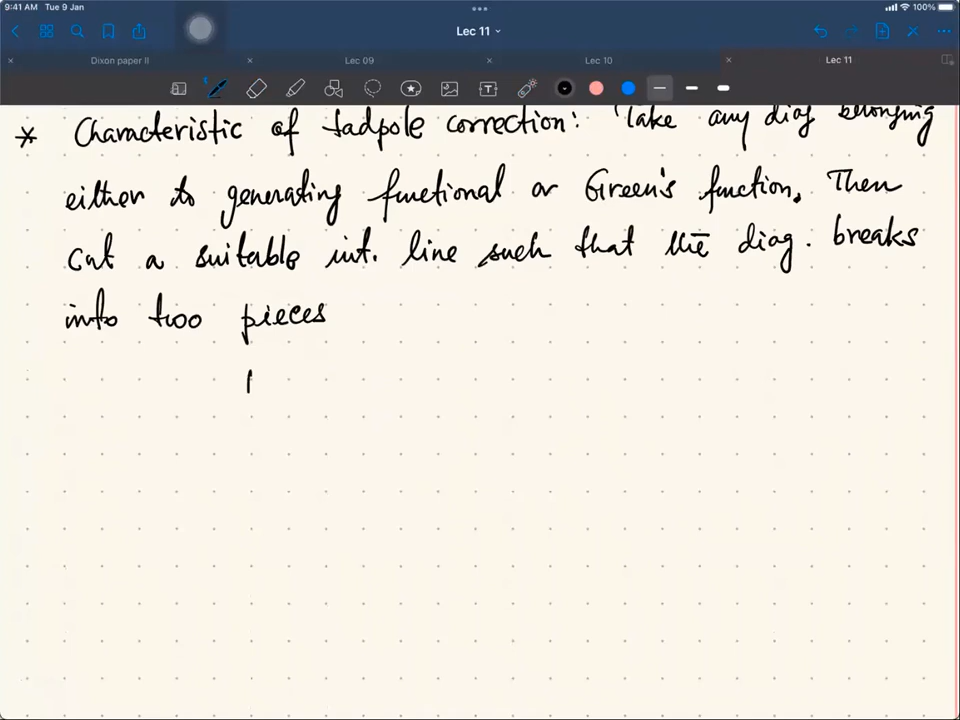 9:41 AM Tue 9 Jan
100%
Lec 11
Dixon paper II
Lec 09
Lec 10
Lec 11
* Characteristic of tadpole correction: Take any diag belonging
either to generating functional or Green's function. Then
cut a suitable int. line such that the diag. breaks
into two pieces